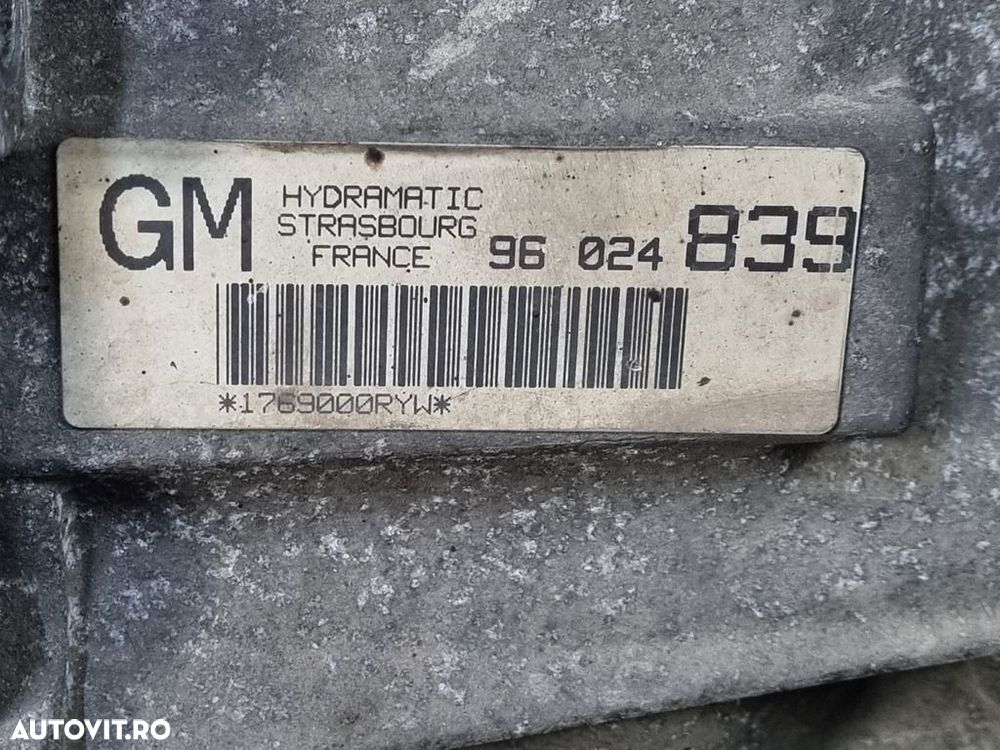 GM
HYDRAMATIC
STRASBOURG
FRANCE
96 024 839
*1769000RYW*
AUTOVIT.RO